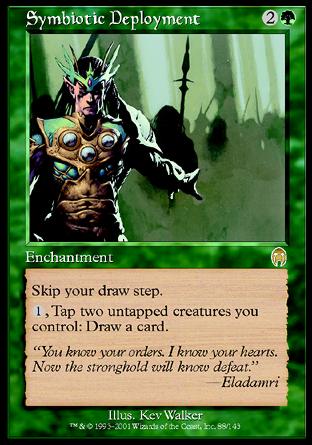 Symbiotic Deployment 2
Enchantment
Skip your draw step.
1, Tap two untapped creatures you
control: Draw a card.
“You know your orders. I know your hearts.
Now the stronghold will know defeat.”
—Eladamri
Illus. Kev Walker
™ & © 1993–2001 Wizards of the Coast, Inc. 88/143